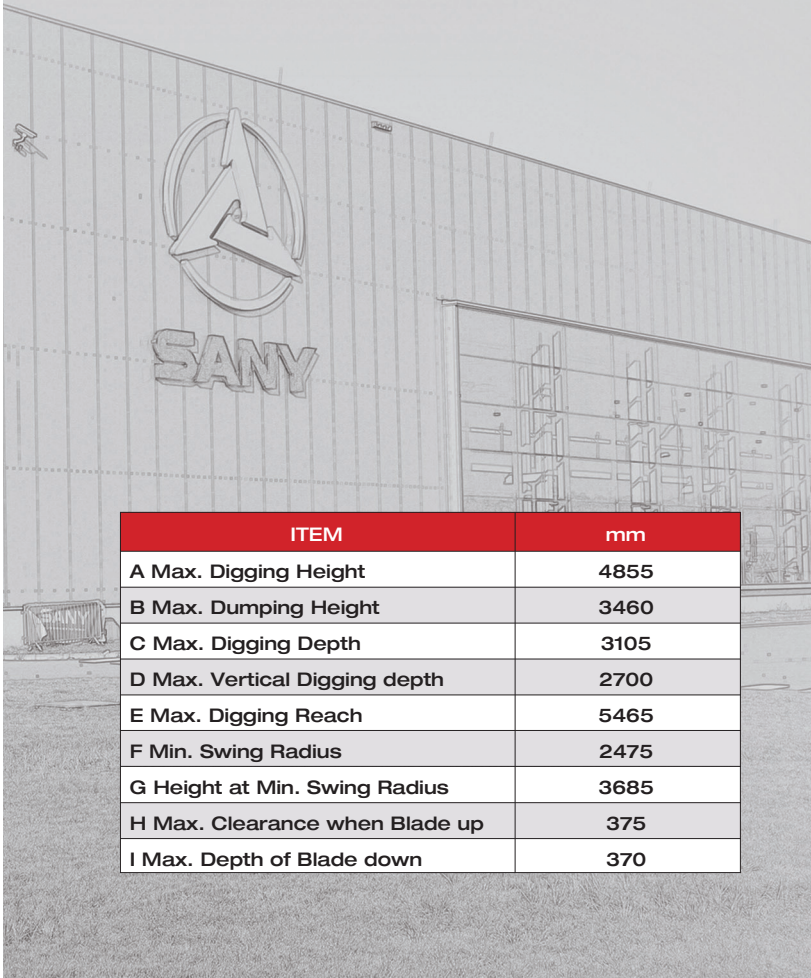 SANY
ITEM mm
A Max. Digging Height 4855
B Max. Dumping Height 3460
C Max. Digging Depth 3105
D Max. Vertical Digging depth 2700
E Max. Digging Reach 5465
F Min. Swing Radius 2475
G Height at Min. Swing Radius 3685
H Max. Clearance when Blade up 375
I Max. Depth of Blade down 370
SANY